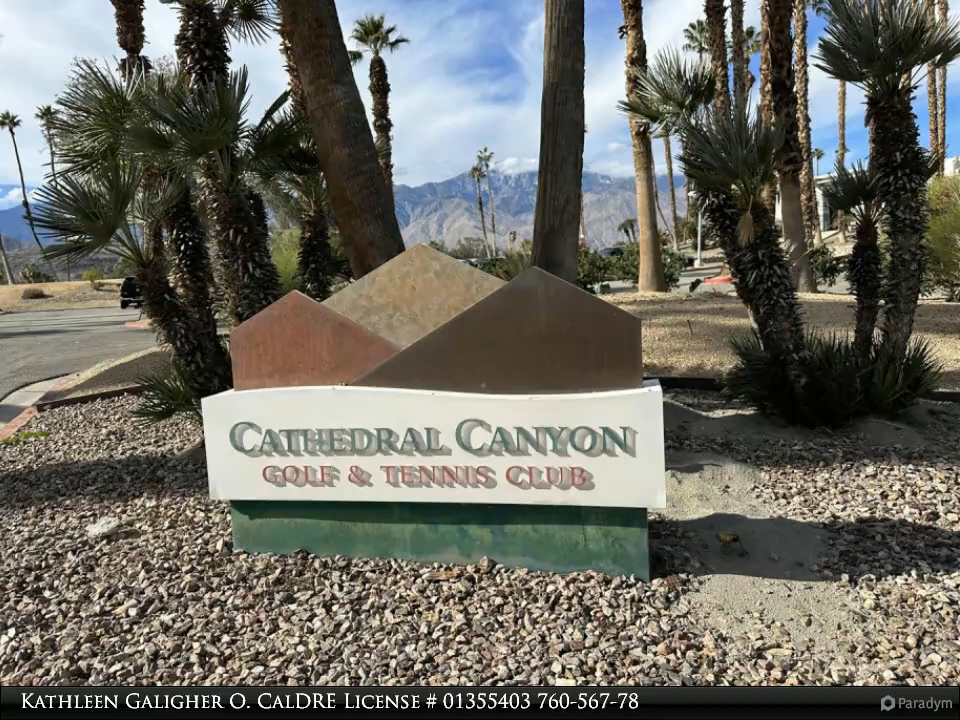 CATHEDRAL CANYON
GOLF & TENNIS CLUB
KATHLEEN GALIGHER O. CALDRE LICENSE # 01355403 760-567-78
Paradym